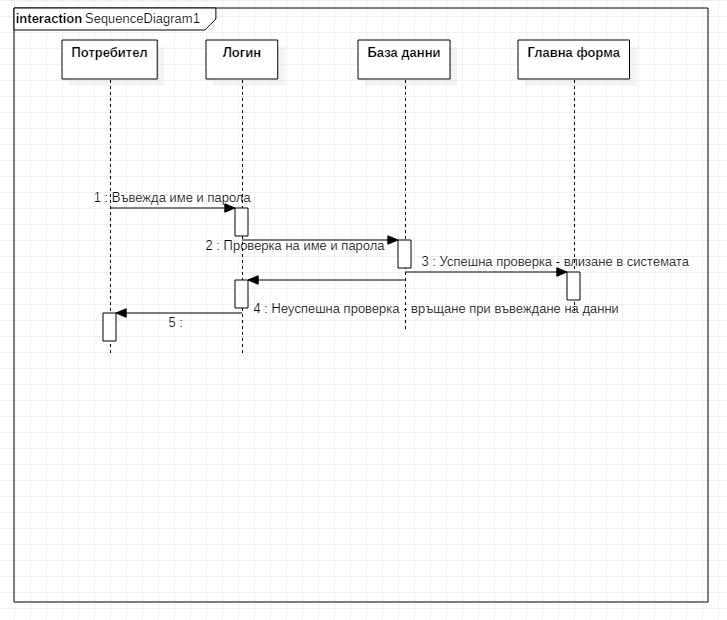 interaction SequenceDiagram1
Потребител
Логин
База данни
Главна форма
1 : Въвежда име и парола
2 : Проверка на име и парола
3 : Успешна проверка - влизане в системата
4 : Неуспешна проверка - връщане при въвеждане на данни
5 :